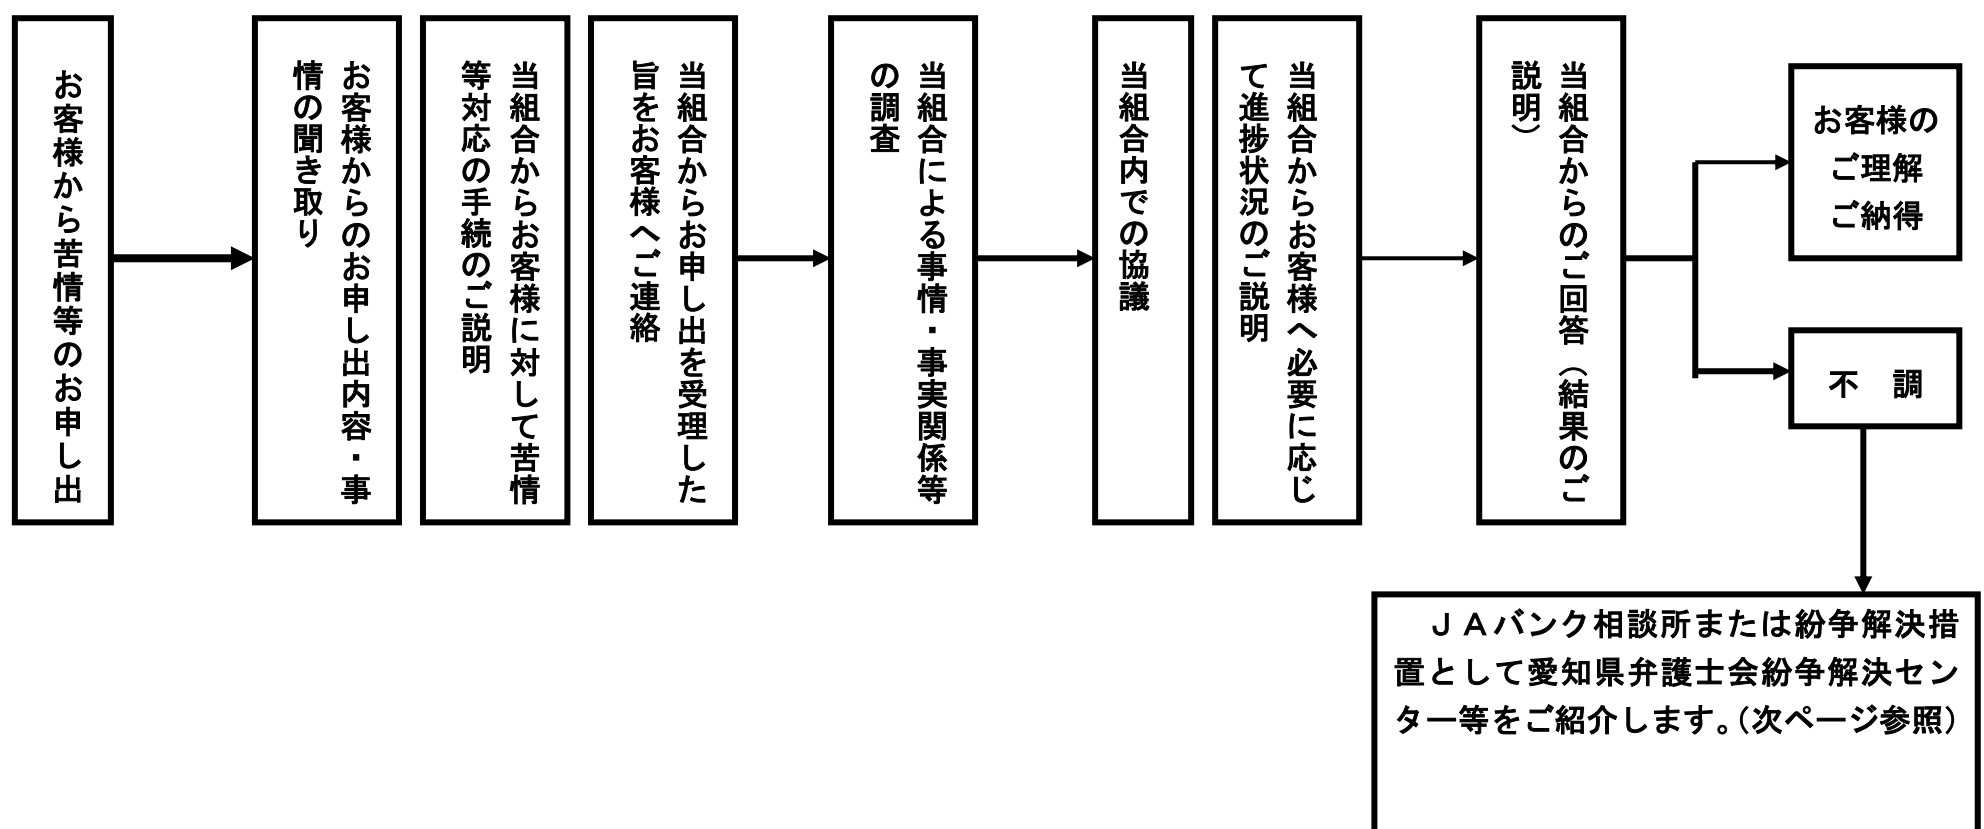 お客様から苦情等のお申し出
お客様からのお申し出内容・事
情の聞き取り
当組合からお客様に対して苦情
等対応の手続のご説明
当組合からお申し出を受理した
旨をお客様へご連絡
当組合による事情・事実関係等
の調査
当組合内での協議
当組合からお客様へ必要に応じ
て進捗状況のご説明
当組合からのご回答（結果のご
説明）
お客様の
ご理解
ご納得
不　調
ＪＡバンク相談所または紛争解決措
置として愛知県弁護士会紛争解決セン
ター等をご紹介します。（次ページ参照）